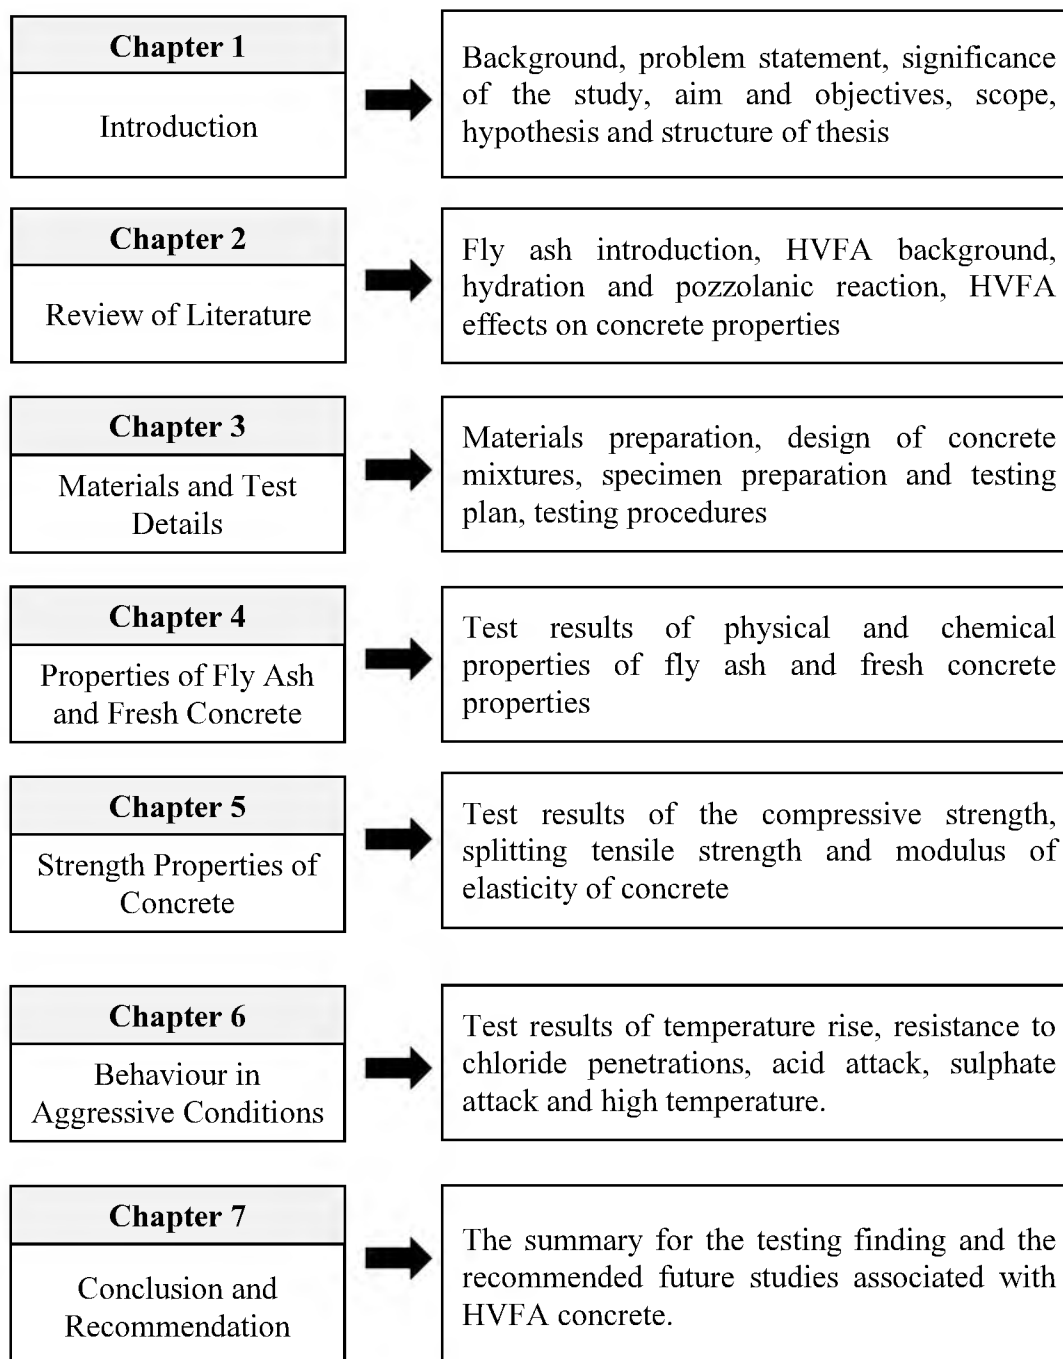 Chapter 1
Introduction
Background, problem statement, significance
of the study, aim and objectives, scope,
hypothesis and structure of thesis
Chapter 2
Review of Literature
Fly ash introduction, HVFA background,
hydration and pozzolanic reaction, HVFA
effects on concrete properties
Chapter 3
Materials and Test
Details
Materials preparation, design of concrete
mixtures, specimen preparation and testing
plan, testing procedures
Chapter 4
Properties of Fly Ash
and Fresh Concrete
Test results of physical and chemical
properties of fly ash and fresh concrete
properties
Chapter 5
Strength Properties of
Concrete
Test results of the compressive strength,
splitting tensile strength and modulus of
elasticity of concrete
Chapter 6
Behaviour in
Aggressive Conditions
Test results of temperature rise, resistance to
chloride penetrations, acid attack, sulphate
attack and high temperature.
Chapter 7
Conclusion and
Recommendation
The summary for the testing finding and the
recommended future studies associated with
HVFA concrete.